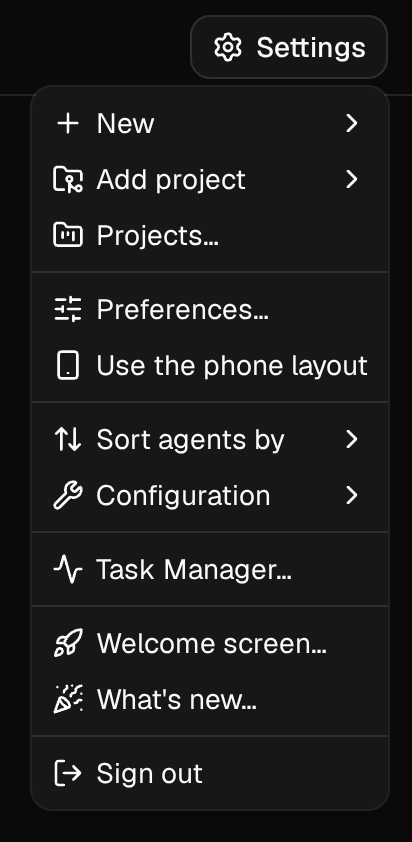 Settings
New
Add project
Projects...
Preferences...
Use the phone layout
Sort agents by
Configuration
Task Manager...
Welcome screen...
What's new...
Sign out